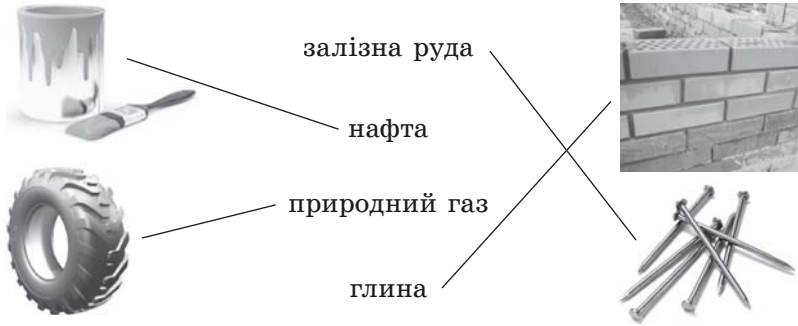 залізна руда
нафта
природний газ
глина